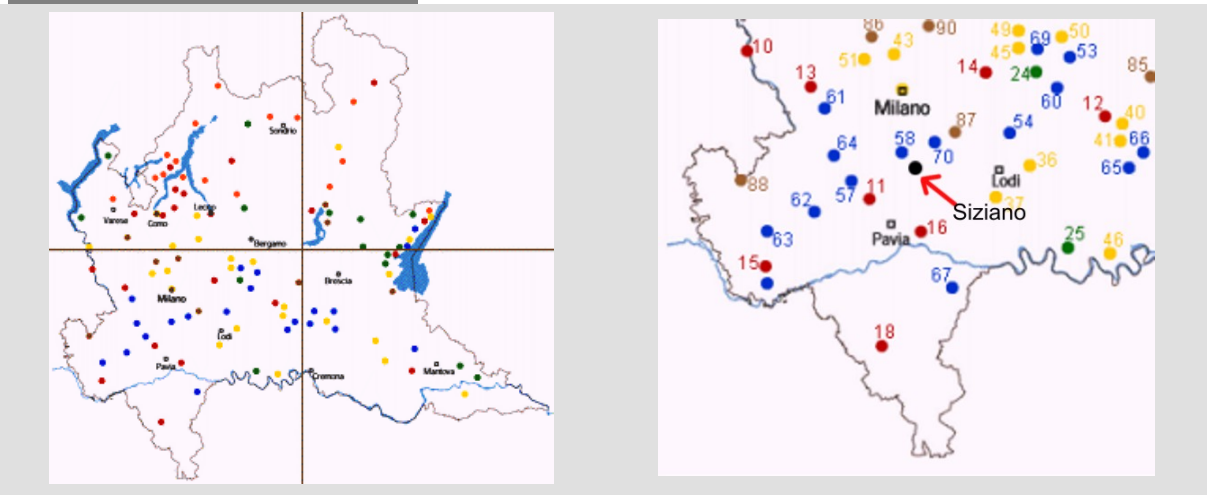 Sondrio
Varese
Como
Lecco
Bergamo
Brescia
Milano
Lodi
Pavia
Cremona
Mantova
86
90
49
50
10
43
69
51
45
53
14
24
85
13
60
61
Milano
12
40
87
54
41
64
58
70
66
36
65
88
57
11
Lodi
62
37
Siziano
63
Pavia
16
25
46
15
67
18